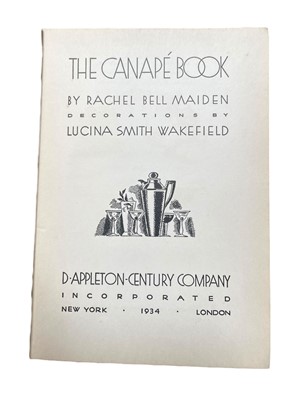 THE CANAPÉ BOOK
BY RACHEL BELL MAIDEN
DECORATIONS BY
LUCINA SMITH WAKEFIELD
D·APPLETON-CENTURY COMPANY
INCORPORATED
NEW YORK · 1934 · LONDON